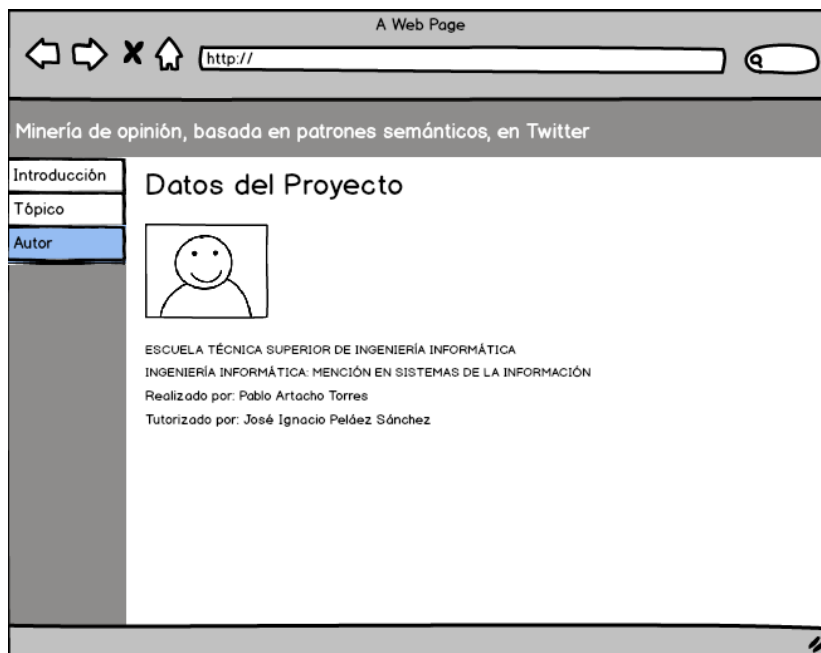 A Web Page
http://
Minería de opinión, basada en patrones semánticos, en Twitter
Introducción
Tópico
Autor
Datos del Proyecto
ESCUELA TÉCNICA SUPERIOR DE INGENIERÍA INFORMÁTICA
INGENIERÍA INFORMÁTICA: MENCIÓN EN SISTEMAS DE LA INFORMACIÓN
Realizado por: Pablo Artacho Torres
Tutorizado por: José Ignacio Peláez Sánchez